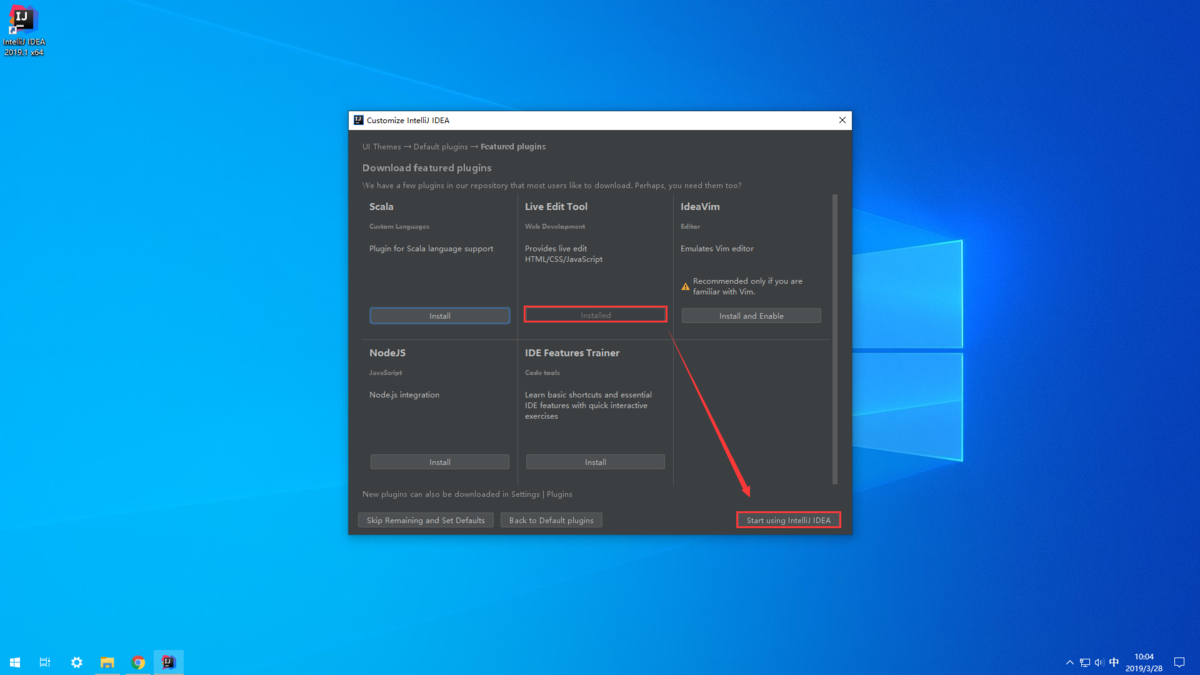 IJ
IntelliJ IDEA
2019.1 x64
Customize IntelliJ IDEA
UI Themes → Default plugins → Featured plugins
Download featured plugins
We have a few plugins in our repository that most users like to download. Perhaps, you need them too?
Scala
Custom Languages
Plugin for Scala language support
Install
Live Edit Tool
Web Development
Provides live edit
HTML/CSS/JavaScript
Installed
IdeaVim
Editor
Emulates Vim editor
Recommended only if you are
familiar with Vim.
Install and Enable
NodeJS
JavaScript
Node.js integration
Install
IDE Features Trainer
Code tools
Learn basic shortcuts and essential
IDE features with quick interactive
exercises
Install
New plugins can also be downloaded in Settings | Plugins
Skip Remaining and Set Defaults
Back to Default plugins
Start using IntelliJ IDEA
中
10:04
2019/3/28